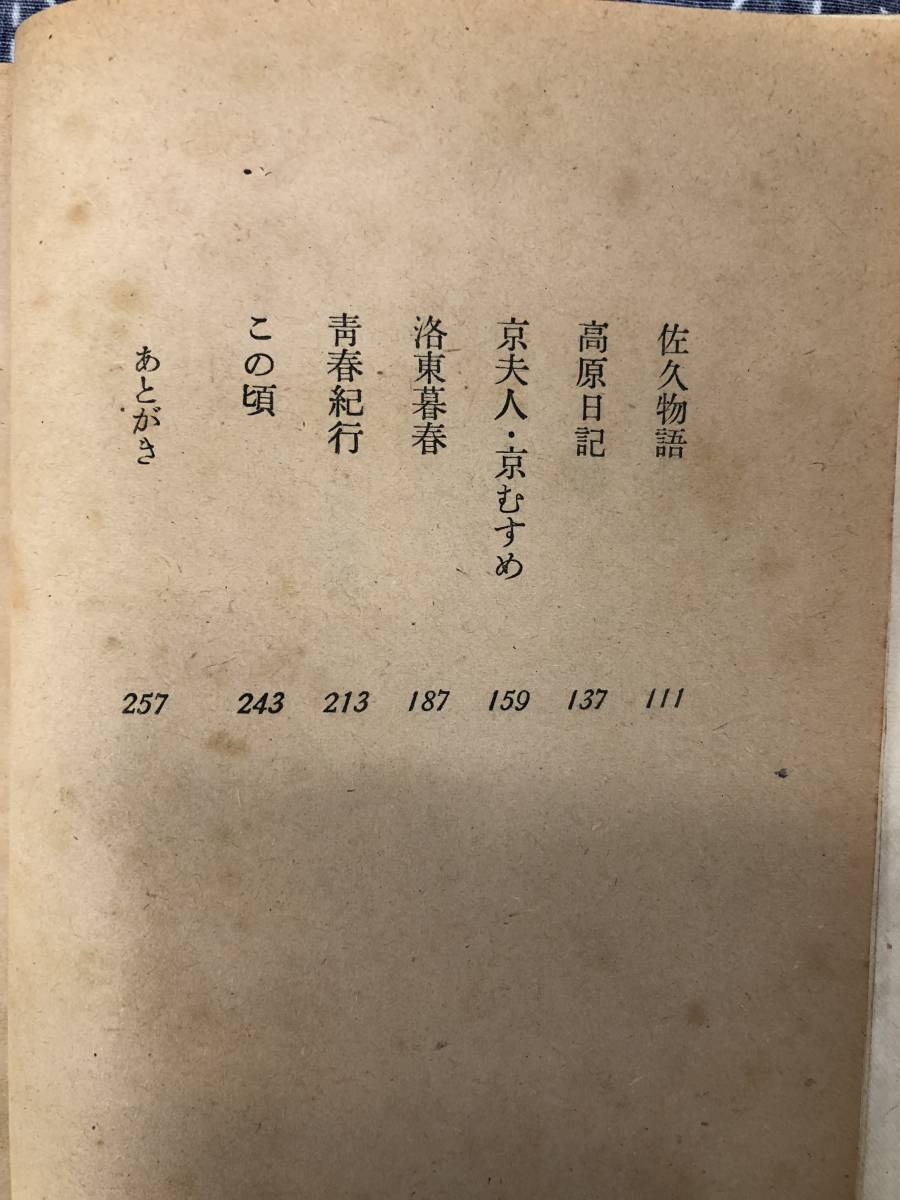 佐久物語 111
高原日記 137
京夫人・京むすめ 159
洛東暮春 187
靑春紀行 213
この頃 243
あとがき 257